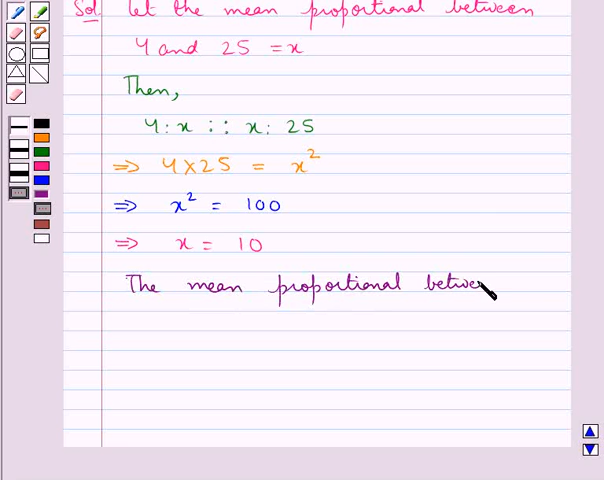 Sol. Let the mean proportional between
4 and 25 = x
Then,
4 : x :: x : 25
⇒ 4 × 25 = x²
⇒ x² = 100
⇒ x = 10
The mean proportional betwee